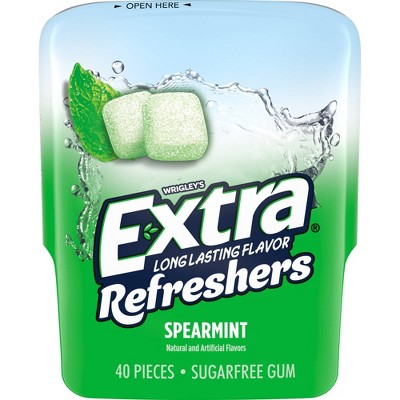 OPEN HERE
WRIGLEY'S
Extra®
LONG LASTING FLAVOR
Refreshers
SPEARMINT
Natural and Artificial Flavors
40 PIECES • SUGARFREE GUM